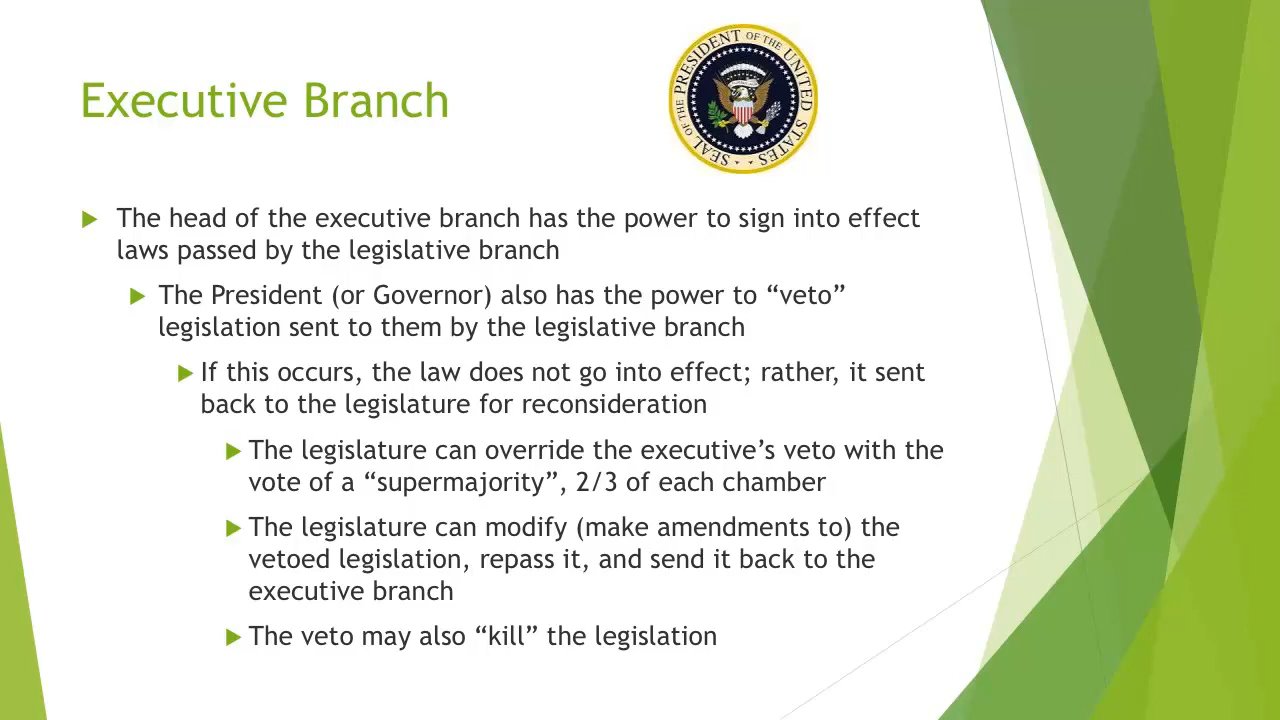 Executive Branch
SEAL OF THE PRESIDENT OF THE UNITED STATES
The head of the executive branch has the power to sign into effect
laws passed by the legislative branch
The President (or Governor) also has the power to “veto”
legislation sent to them by the legislative branch
If this occurs, the law does not go into effect; rather, it sent
back to the legislature for reconsideration
The legislature can override the executive’s veto with the
vote of a “supermajority”, 2/3 of each chamber
The legislature can modify (make amendments to) the
vetoed legislation, repass it, and send it back to the
executive branch
The veto may also “kill” the legislation